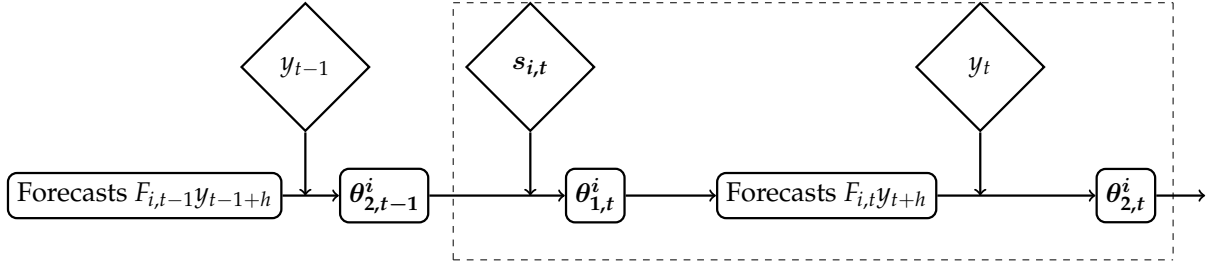 y_{t−1}
s_{i,t}
y_t
Forecasts F_{i,t−1}y_{t−1+h}
θ^i_{2,t−1}
θ^i_{1,t}
Forecasts F_{i,t}y_{t+h}
θ^i_{2,t}